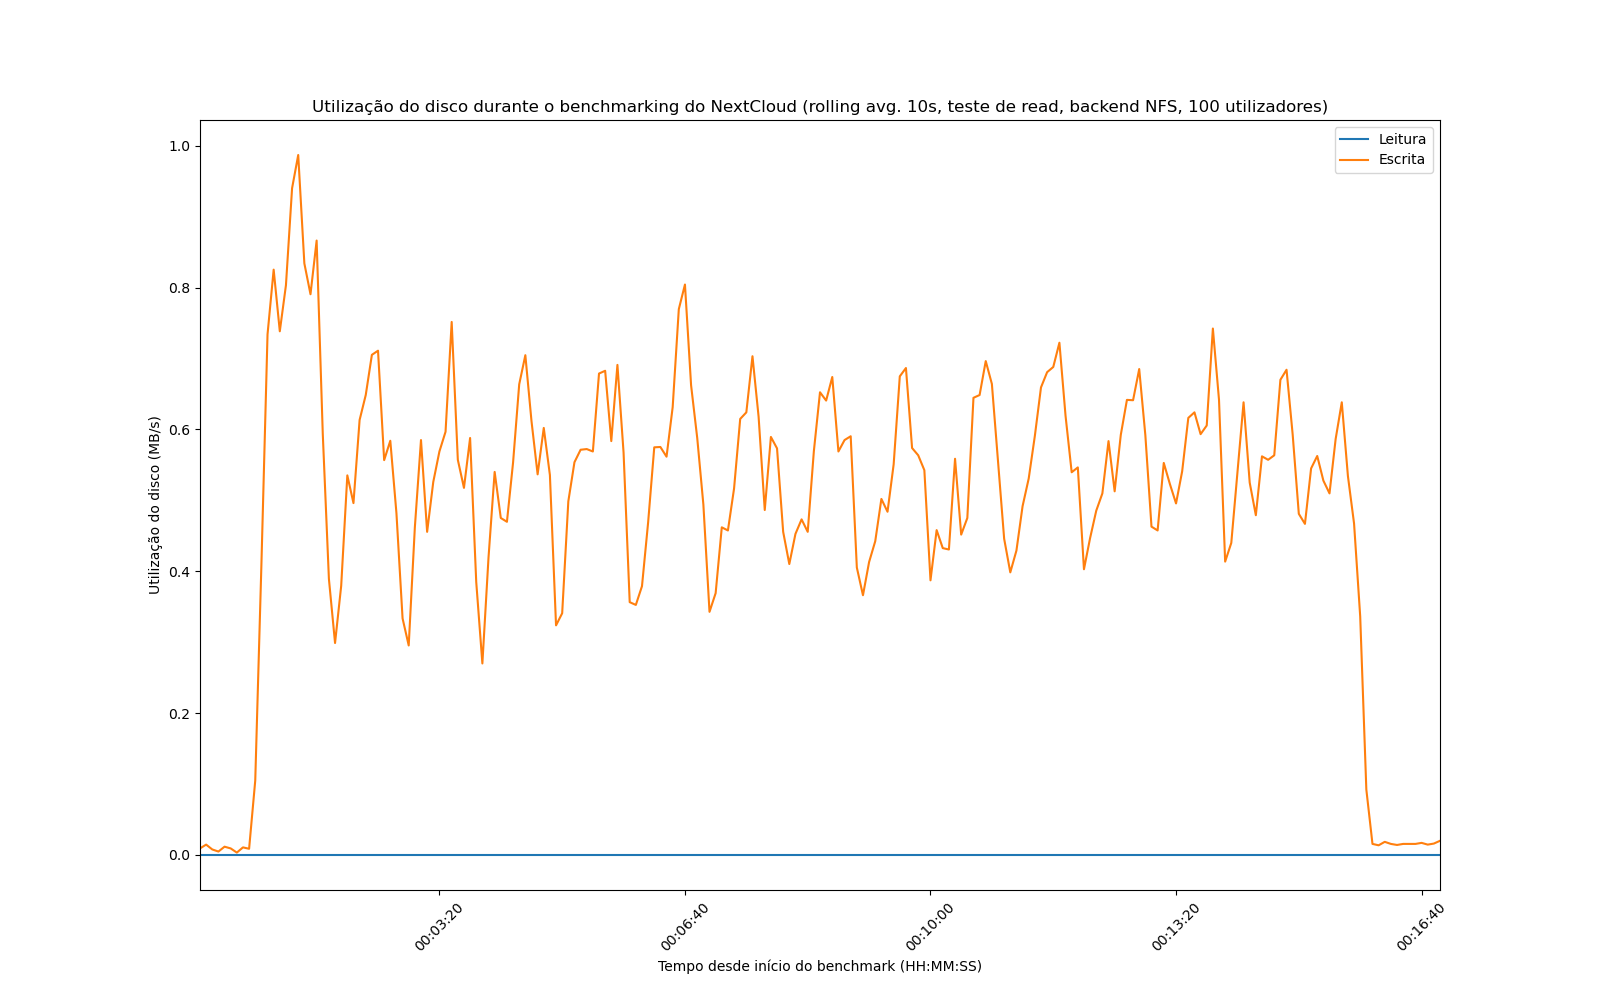 Utilização do disco durante o benchmarking do NextCloud (rolling avg. 10s, teste de read, backend NFS, 100 utilizadores)
Leitura
Escrita
Utilização do disco (MB/s)
1.0
0.8
0.6
0.4
0.2
0.0
00:03:20
00:06:40
00:10:00
00:13:20
00:16:40
Tempo desde início do benchmark (HH:MM:SS)